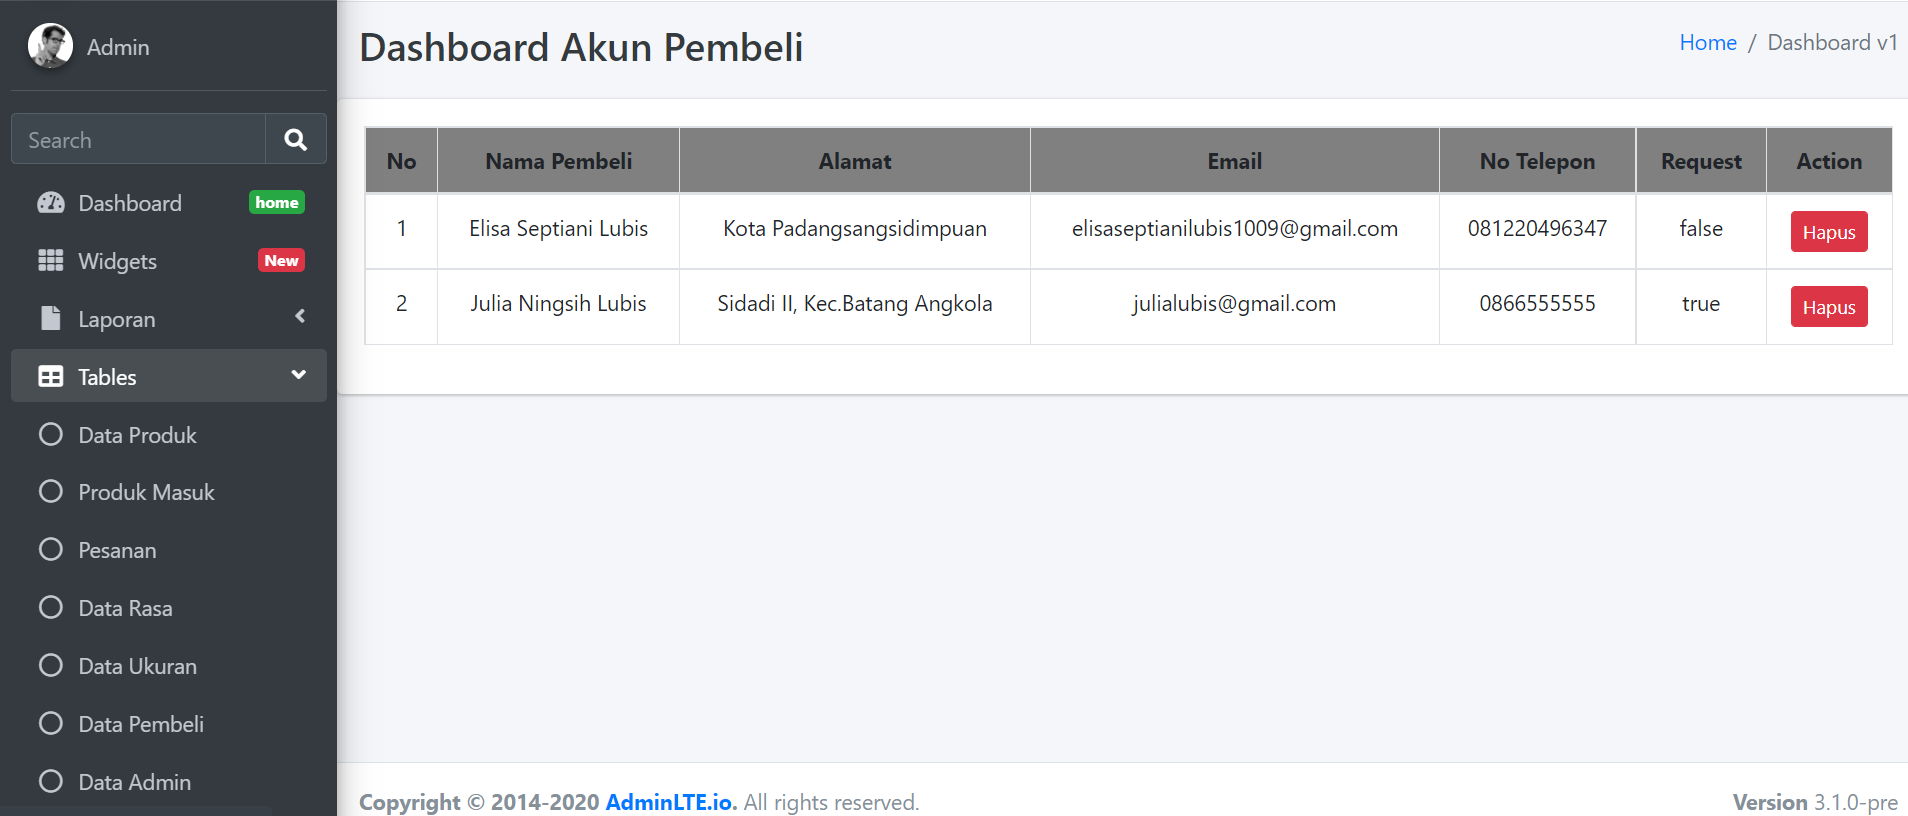 Admin
Search
Dashboard home
Widgets New
Laporan
Tables
Data Produk
Produk Masuk
Pesanan
Data Rasa
Data Ukuran
Data Pembeli
Data Admin
Dashboard Akun Pembeli
Home / Dashboard v1
No Nama Pembeli Alamat Email No Telepon Request Action
1 Elisa Septiani Lubis Kota Padangsangsidimpuan elisaseptianilubis1009@gmail.com 081220496347 false Hapus
2 Julia Ningsih Lubis Sidadi II, Kec.Batang Angkola julialubis@gmail.com 0866555555 true Hapus
Copyright © 2014-2020 AdminLTE.io. All rights reserved.
Version 3.1.0-pre